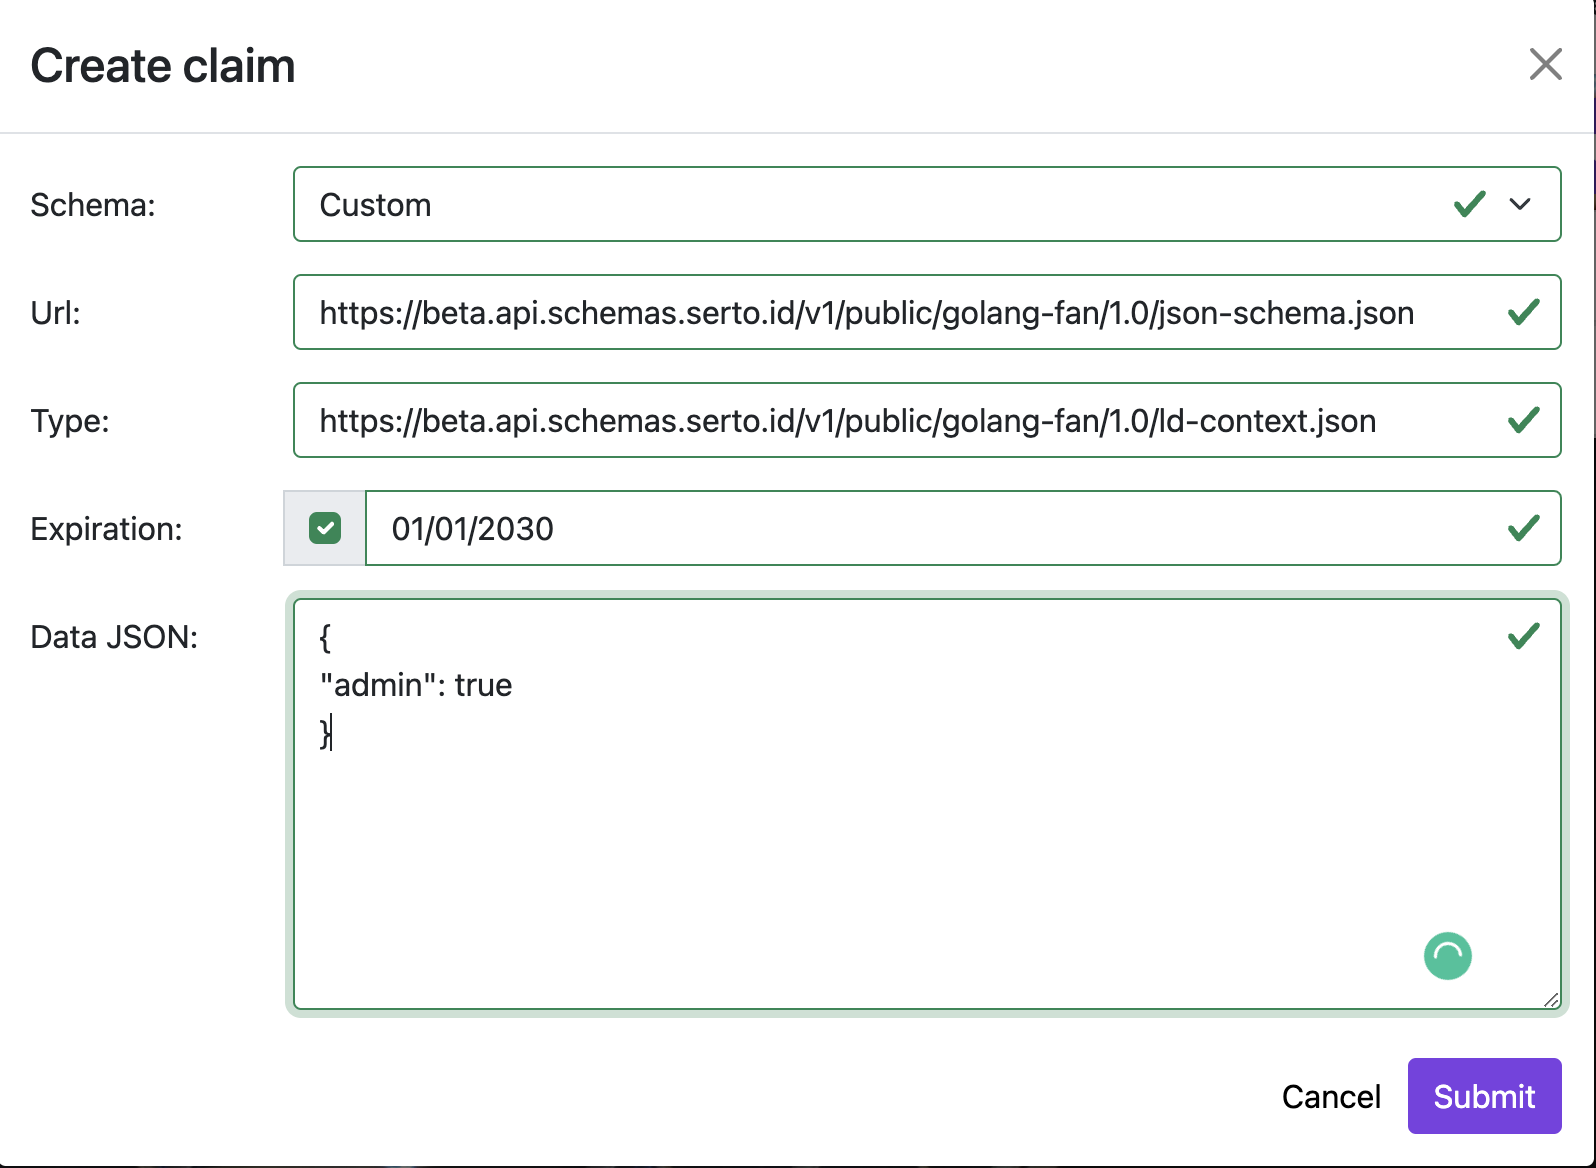 Create claim
Schema:
Custom
Url:
https://beta.api.schemas.serto.id/v1/public/golang-fan/1.0/json-schema.json
Type:
https://beta.api.schemas.serto.id/v1/public/golang-fan/1.0/ld-context.json
Expiration:
01/01/2030
Data JSON:
{
"admin": true
}
Cancel
Submit